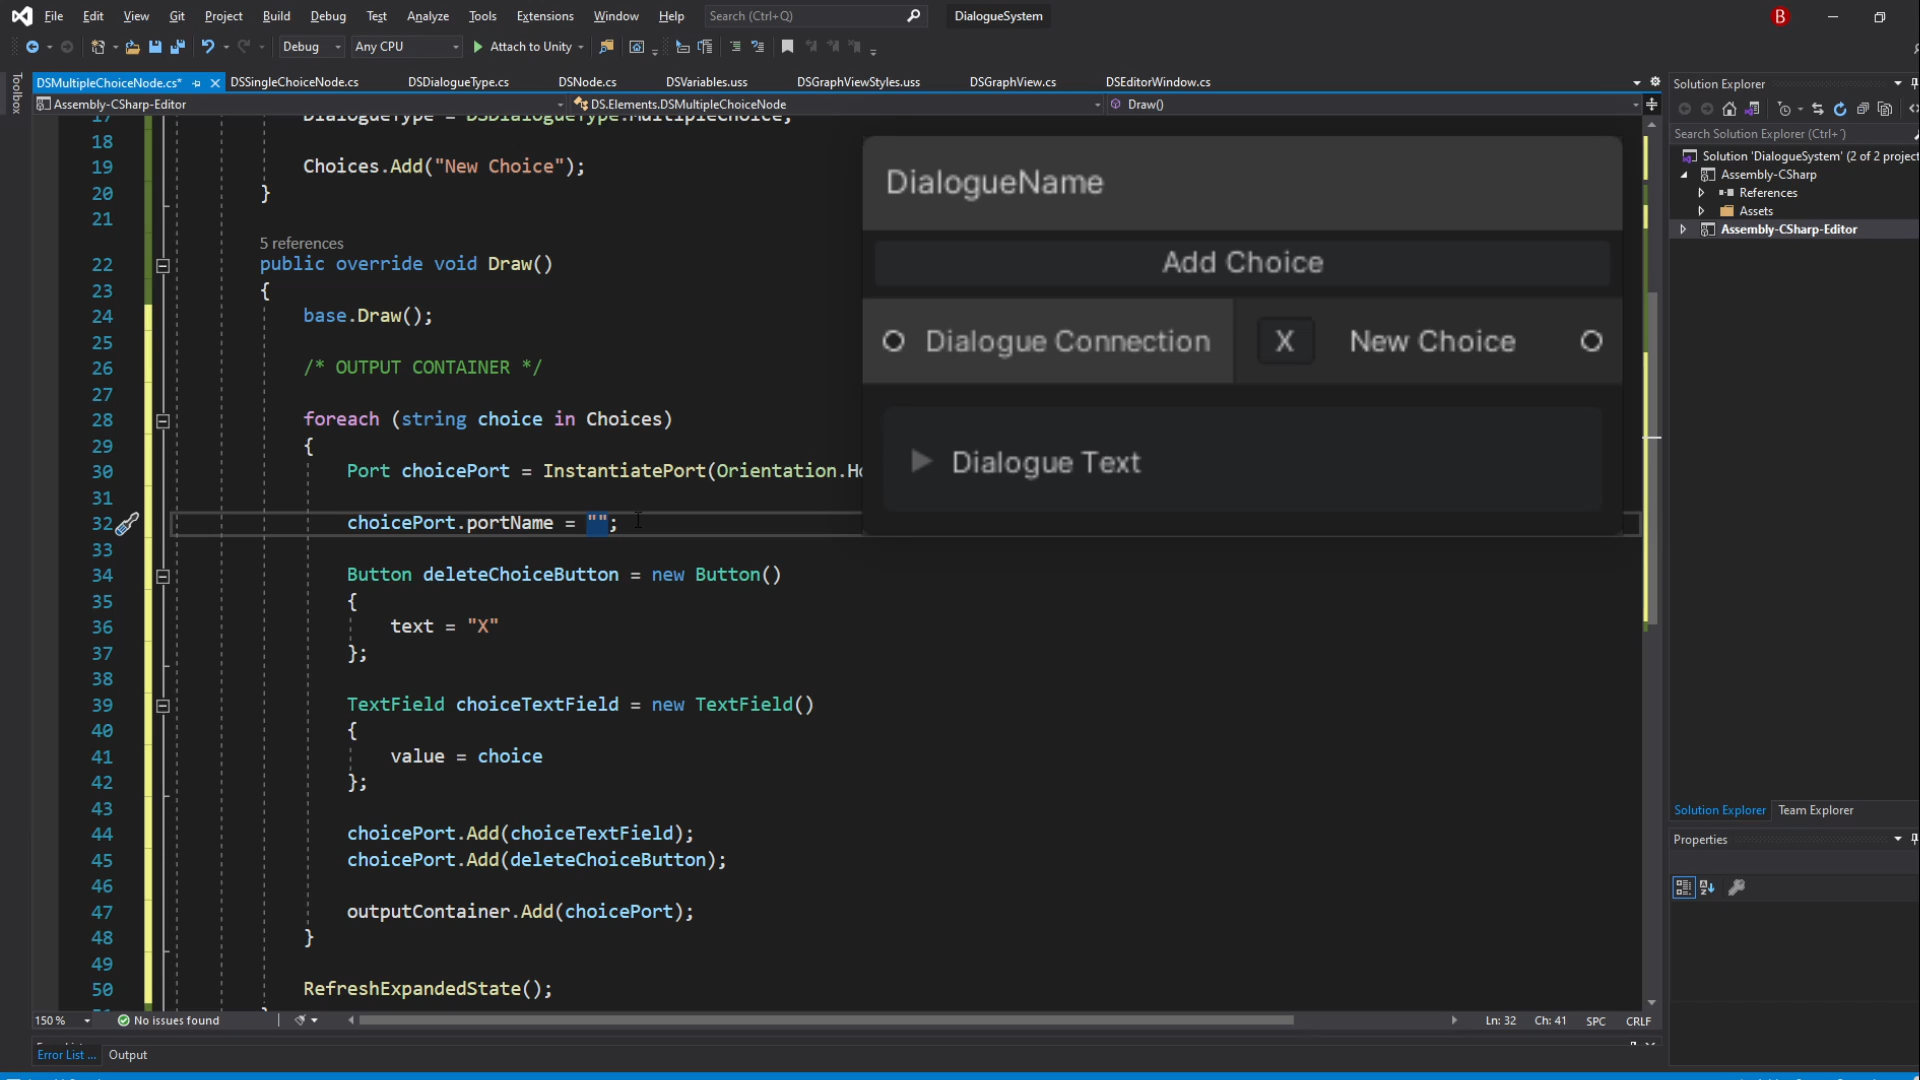 File Edit View Git Project Build Debug Test Analyze Tools Extensions Window Help Search (Ctrl+Q) DialogueSystem B
Debug Any CPU Attach to Unity
Toolbox
DSMultipleChoiceNode.cs* DSSingleChoiceNode.cs DSDialogueType.cs DSNode.cs DSVariables.uss DSGraphViewStyles.uss DSGraphView.cs DSEditorWindow.cs
Assembly-CSharp-Editor DS.Elements.DSMultipleChoiceNode Draw()
17 DialogueType = DSDialogueType.MultipleChoice;
18
19 Choices.Add("New Choice");
20 }
21
5 references
22 public override void Draw()
23 {
24 base.Draw();
25
26 /* OUTPUT CONTAINER */
27
28 foreach (string choice in Choices)
29 {
30 Port choicePort = InstantiatePort(Orientation.Ho
31
32 choicePort.portName = "";
33
34 Button deleteChoiceButton = new Button()
35 {
36 text = "X"
37 };
38
39 TextField choiceTextField = new TextField()
40 {
41 value = choice
42 };
43
44 choicePort.Add(choiceTextField);
45 choicePort.Add(deleteChoiceButton);
46
47 outputContainer.Add(choicePort);
48 }
49
50 RefreshExpandedState();
DialogueName
Add Choice
Dialogue Connection X New Choice
Dialogue Text
150 % No issues found Ln: 32 Ch: 41 SPC CRLF
Error List ... Output
Solution Explorer
Search Solution Explorer (Ctrl+')
Solution 'DialogueSystem' (2 of 2 project
Assembly-CSharp
References
Assets
Assembly-CSharp-Editor
Solution Explorer Team Explorer
Properties